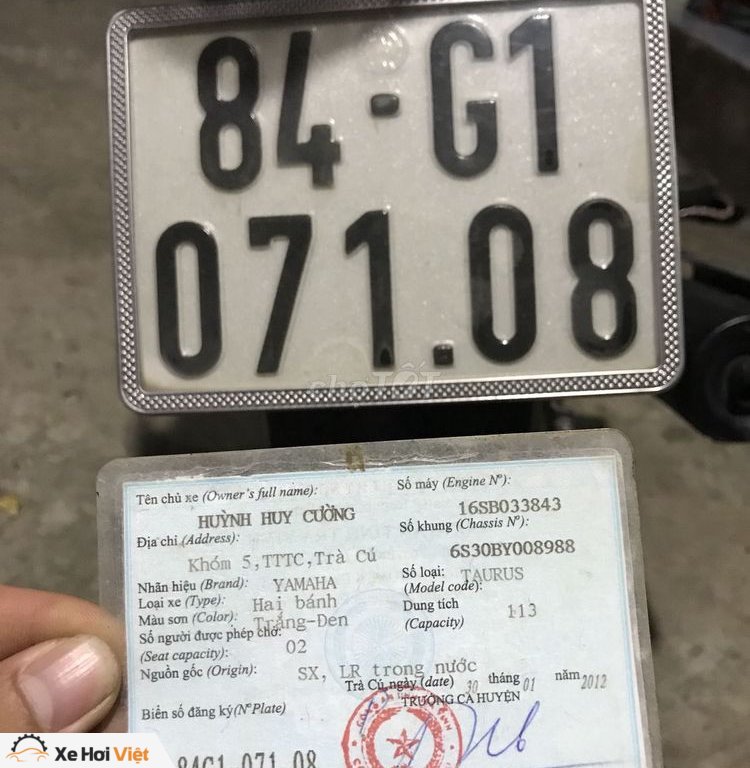 84-G1
071.08
chợTỐT
Tên chủ xe (Owner's full name):
HUỲNH HUY CƯỜNG
Địa chỉ (Address):
Khóm 5,TTTC,Trà Cú
Nhãn hiệu (Brand): YAMAHA
Loại xe (Type): Hai bánh
Màu sơn (Color): Trắng-Đen
Số người được phép chở:
(Seat capacity): 02
Nguồn gốc (Origin): SX, LR trong nước
Số máy (Engine Nº):
16SB033843
Số khung (Chassis Nº):
6S30BY008988
Số loại: TAURUS
(Model code):
Dung tích 113
(Capacity)
Trà Cú,ngày (date) 30 tháng 01 năm 2012
TRƯỞNG CA HUYỆN
Biển số đăng ký(N°Plate)
84G1-071.08
Xe Hơi Việt